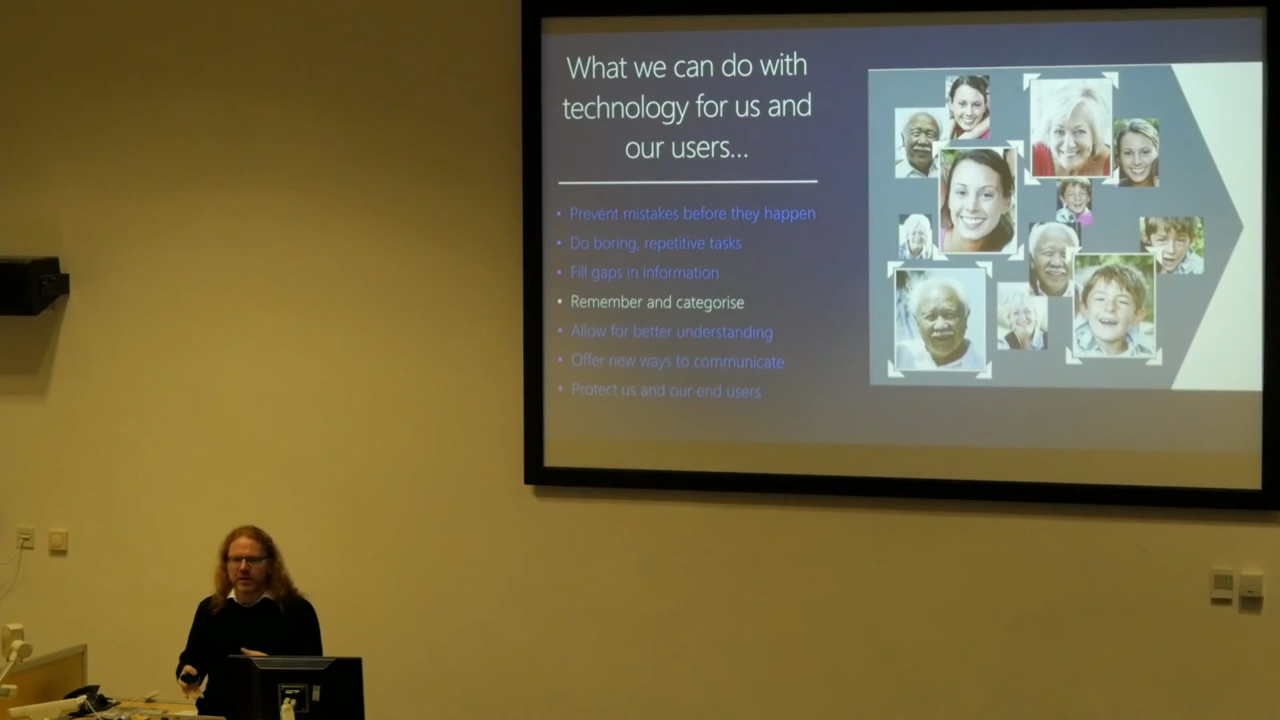 What we can do with
technology for us and
our users...
• Prevent mistakes before they happen
• Do boring, repetitive tasks
• Fill gaps in information
• Remember and categorise
• Allow for better understanding
• Offer new ways to communicate
• Protect us and our end users